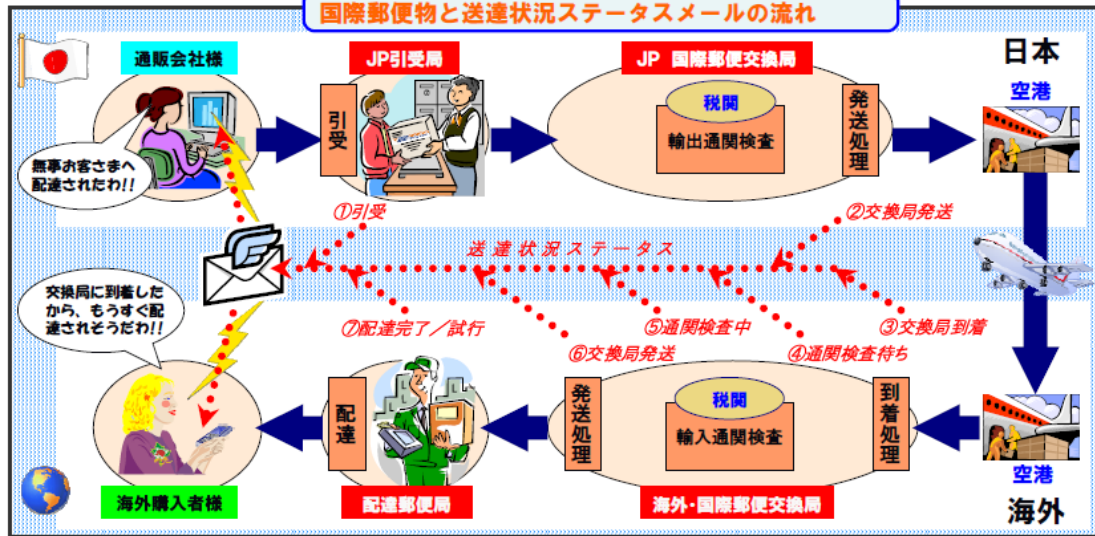 国際郵便物と送達状況ステータスメールの流れ
通販会社様
JP引受局
JP 国際郵便交換局
日本
空港
引受
税関
輸出通関検査
発送処理
無事お客さまへ
配達されたわ!!
①引受
②交換局発送
送達状況ステータス
交換局に到着した
から、もうすぐ配
達されそうだわ!!
⑦配達完了／試行
⑥交換局発送
⑤通関検査中
④通関検査待ち
③交換局到着
配達
発送処理
税関
輸入通関検査
到着処理
空港
海外購入者様
配達郵便局
海外・国際郵便交換局
海外